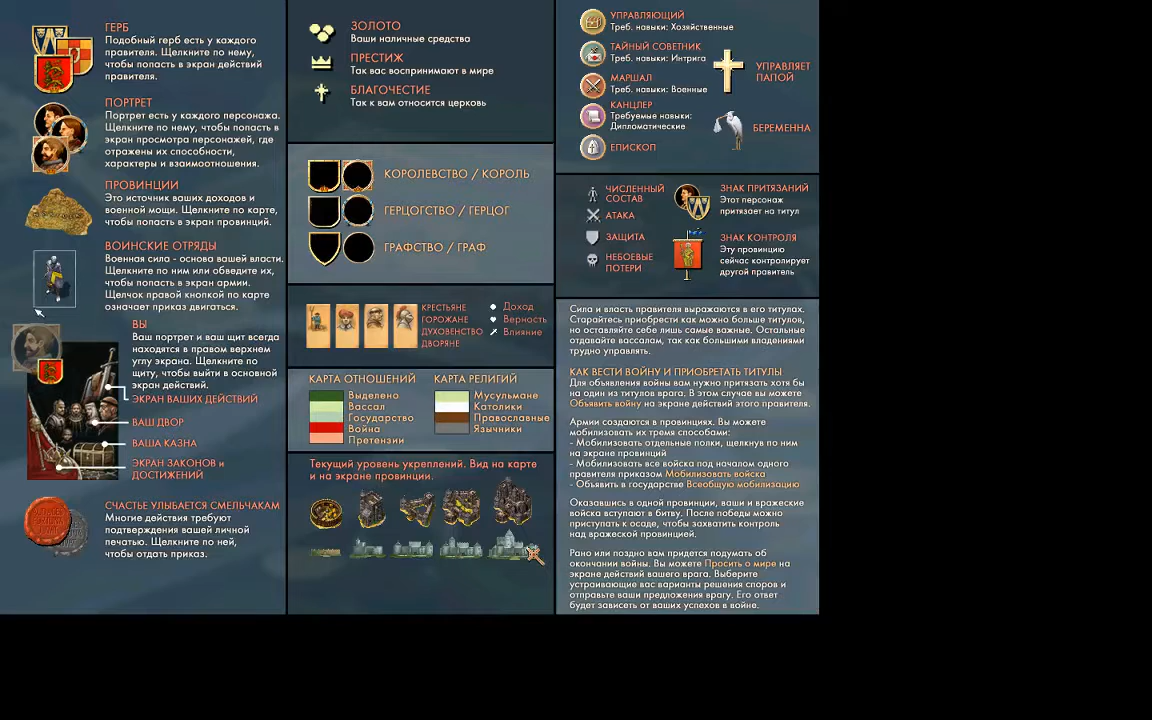 ГЕРБ
Подобный герб есть у каждого
правителя. Щелкните по нему,
чтобы попасть в экран действий
правителя.
ПОРТРЕТ
Портрет есть у каждого персонажа.
Щелкните по нему, чтобы попасть в
экран просмотра персонажей, где
отражены их способности,
характеры и взаимоотношения.
ПРОВИНЦИИ
Это источник ваших доходов и
военной мощи. Щелкните по карте,
чтобы попасть в экран провинций.
ВОИНСКИЕ ОТРЯДЫ
Военная сила - основа вашей власти.
Щелкните по ним или обведите их,
чтобы попасть в экран армии.
Щелчок правой кнопкой по карте
означает приказ двигаться.
ВЫ
Ваш портрет и ваш щит всегда
находятся в правом верхнем
углу экрана. Щелкните по
щиту, чтобы выйти в основной
экран действий.
ЭКРАН ВАШИХ ДЕЙСТВИЙ
ВАШ ДВОР
ВАША КАЗНА
ЭКРАН ЗАКОНОВ и
ДОСТИЖЕНИЙ
СЧАСТЬЕ УЛЫБАЕТСЯ СМЕЛЬЧАКАМ
Многие действия требуют
подтверждения вашей личной
печатью. Щелкните по ней,
чтобы отдать приказ.
ЗОЛОТО
Ваши наличные средства
ПРЕСТИЖ
Так вас воспринимают в мире
БЛАГОЧЕСТИЕ
Так к вам относится церковь
КОРОЛЕВСТВО / КОРОЛЬ
ГЕРЦОГСТВО / ГЕРЦОГ
ГРАФСТВО / ГРАФ
КРЕСТЬЯНЕ
ГОРОЖАНЕ
ДУХОВЕНСТВО
ДВОРЯНЕ
Доход
Верность
Влияние
КАРТА ОТНОШЕНИЙ
Выделено
Вассал
Государство
Война
Претензии
КАРТА РЕЛИГИЙ
Мусульмане
Католики
Православные
Язычники
Текущий уровень укреплений. Вид на карте
и на экране провинции.
УПРАВЛЯЮЩИЙ
Треб. навыки: Хозяйственные
ТАЙНЫЙ СОВЕТНИК
Треб. навыки: Интрига
МАРШАЛ
Треб. навыки: Военные
КАНЦЛЕР
Требуемые навыки:
Дипломатические
ЕПИСКОП
УПРАВЛЯЕТ
ПАПОЙ
БЕРЕМЕННА
ЧИСЛЕННЫЙ
СОСТАВ
АТАКА
ЗАЩИТА
НЕБОЕВЫЕ
ПОТЕРИ
ЗНАК ПРИТЯЗАНИЙ
Этот персонаж
притязает на титул
ЗНАК КОНТРОЛЯ
Эту провинцию
сейчас контролирует
другой правитель
Сила и власть правителя выражаются в его титулах.
Старайтесь приобрести как можно больше титулов,
но оставляйте себе лишь самые важные. Остальные
отдавайте вассалам, так как большими владениями
трудно управлять.
КАК ВЕСТИ ВОЙНУ И ПРИОБРЕТАТЬ ТИТУЛЫ
Для объявления войны вам нужно притязать хотя бы
на один из титулов врага. В этом случае вы можете
Объявить войну на экране действий этого правителя.
Армии создаются в провинциях. Вы можете
мобилизовать их тремя способами:
- Мобилизовать отдельные полки, щелкнув по ним
на экране провинций
- Мобилизовать все войска под началом одного
правителя приказом Мобилизовать войска
- Объявить в государстве Всеобщую мобилизацию
Оказавшись в одной провинции, ваши и вражеские
войска вступают в битву. После победы можно
приступать к осаде, чтобы захватить контроль
над вражеской провинцией.
Рано или поздно вам придется подумать об
окончании войны. Вы можете Просить о мире на
экране действий вашего врага. Выберите
устраивающие вас варианты решения споров и
отправьте ваши предложения врагу. Его ответ
будет зависеть от ваших успехов в войне.